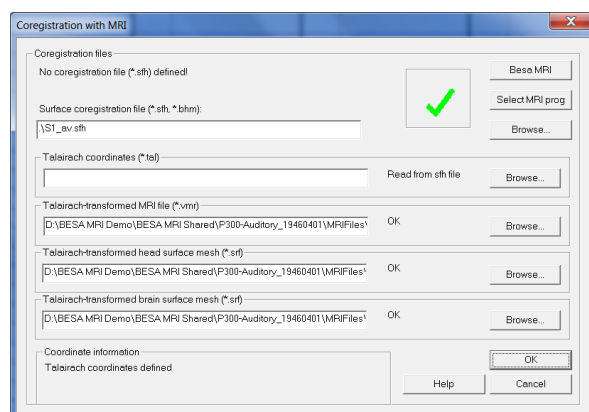 Coregistration with MRI
Coregistration files
No coregistration file (*.sfh) defined!
Besa MRI
Select MRI prog
Surface coregistration file (*.sfh, *.bhm):
.\S1_av.sfh
Browse...
Talairach coordinates (*.tal)
Read from sfh file
Browse...
Talairach-transformed MRI file (*.vmr)
D:\BESA MRI Demo\BESA MRI Shared\P300-Auditory_19460401\MRIFiles\
OK
Browse...
Talairach-transformed head surface mesh (*.srf)
D:\BESA MRI Demo\BESA MRI Shared\P300-Auditory_19460401\MRIFiles\
OK
Browse...
Talairach-transformed brain surface mesh (*.srf)
D:\BESA MRI Demo\BESA MRI Shared\P300-Auditory_19460401\MRIFiles\
OK
Browse...
Coordinate information
Talairach coordinates defined
OK
Help
Cancel